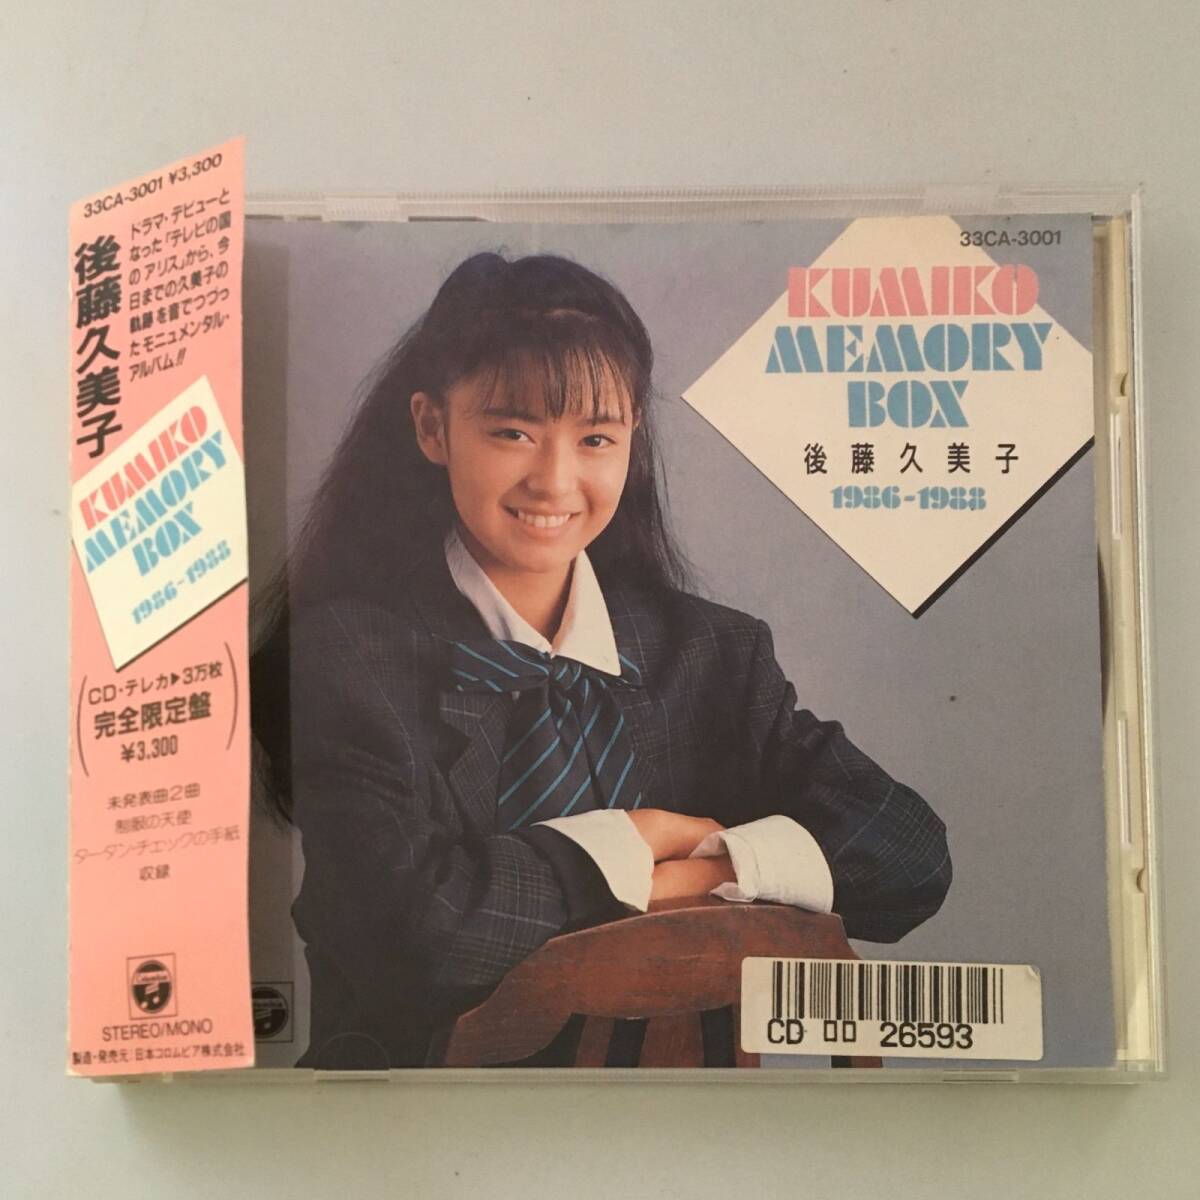 33CA-3001 ¥3,300
後藤久美子
ドラマ・デビューと
なった「テレビの国
のアリス」から、今
日までの久美子の
軌跡を音でつづっ
たモニュメンタル・
アルバム!!
KUMIKO
MEMORY
BOX
1986-1988
CD・テレカ▶3万枚
完全限定盤
¥3,300
未発表曲2曲
制服の天使
タータン・チェックの手紙
収録
Columbia
STEREO/MONO
製造・発売元:日本コロムビア株式会社
33CA-3001
KUMIKO
MEMORY
BOX
後藤久美子
1986-1988
CD ロロ 26593